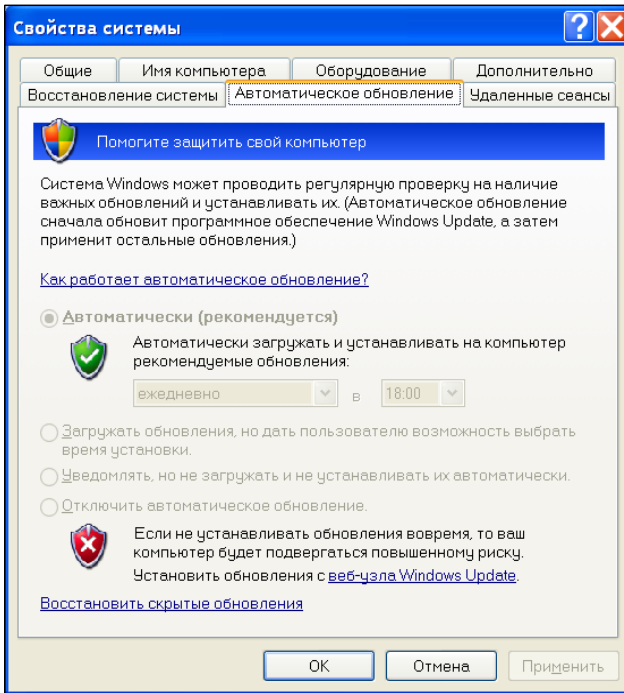 Свойства системы
Общие
Имя компьютера
Оборудование
Дополнительно
Восстановление системы
Автоматическое обновление
Удаленные сеансы
Помогите защитить свой компьютер
Система Windows может проводить регулярную проверку на наличие
важных обновлений и устанавливать их. (Автоматическое обновление
сначала обновит программное обеспечение Windows Update, а затем
применит остальные обновления.)
Как работает автоматическое обновление?
Автоматически (рекомендуется)
Автоматически загружать и устанавливать на компьютер
рекомендуемые обновления:
ежедневно в 18:00
Загружать обновления, но дать пользователю возможность выбрать
время установки.
Уведомлять, но не загружать и не устанавливать их автоматически.
Отключить автоматическое обновление.
Если не устанавливать обновления вовремя, то ваш
компьютер будет подвергаться повышенному риску.
Установить обновления с веб-узла Windows Update.
Восстановить скрытые обновления
OK
Отмена
Применить